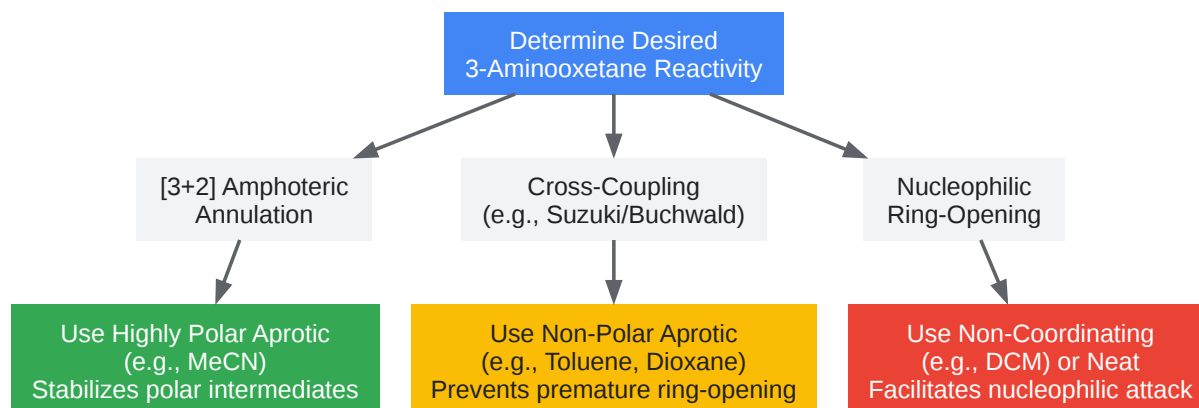 Determine Desired
3-Aminooxetane Reactivity
[3+2] Amphoteric
Annulation
Cross-Coupling
(e.g., Suzuki/Buchwald)
Nucleophilic
Ring-Opening
Use Highly Polar Aprotic
(e.g., MeCN)
Stabilizes polar intermediates
Use Non-Polar Aprotic
(e.g., Toluene, Dioxane)
Prevents premature ring-opening
Use Non-Coordinating
(e.g., DCM) or Neat
Facilitates nucleophilic attack